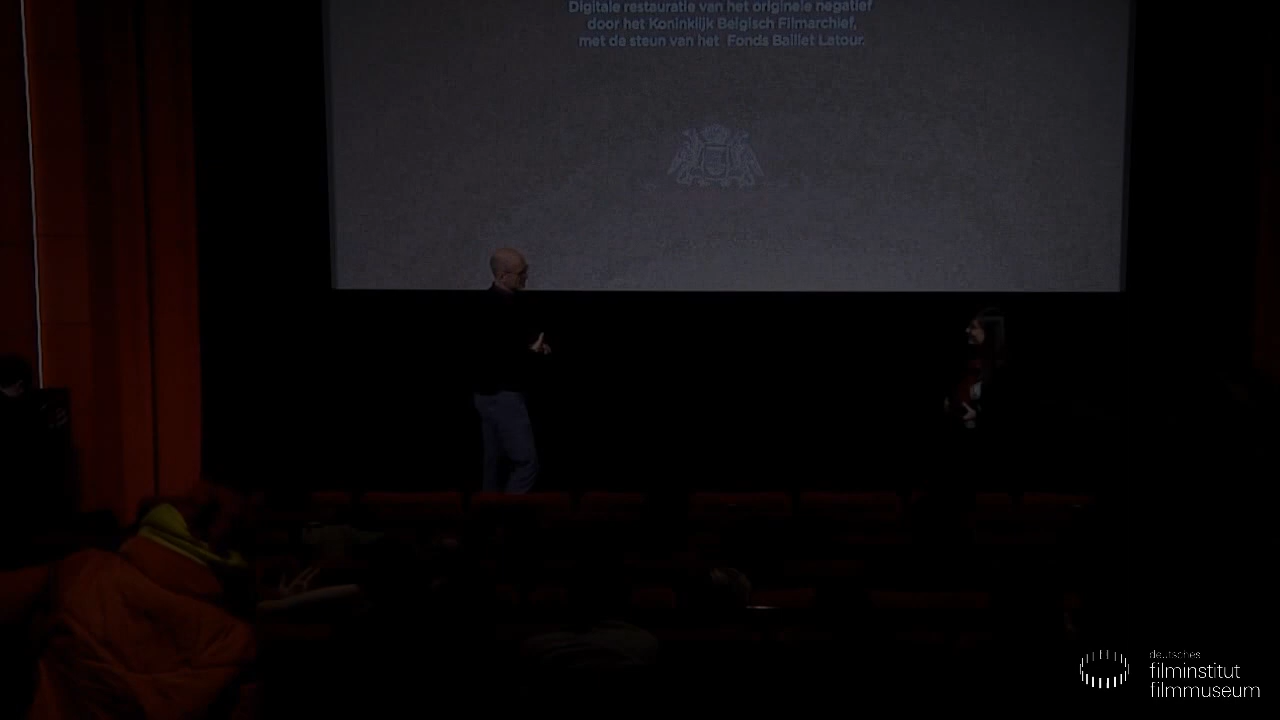 Digitale restauratie van het originele negatief
door het Koninklijk Belgisch Filmarchief,
met de steun van het Fonds Baillet Latour.
deutsches
filminstitut
filmmuseum